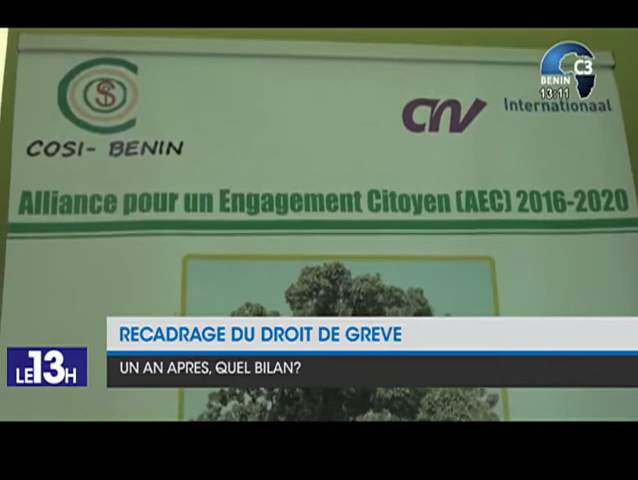 BENIN C3
13:11
CNV Internationaal
COSI- BENIN
Alliance pour un Engagement Citoyen (AEC) 2016-2020
RECADRAGE DU DROIT DE GREVE
LE 13H
UN AN APRES, QUEL BILAN?